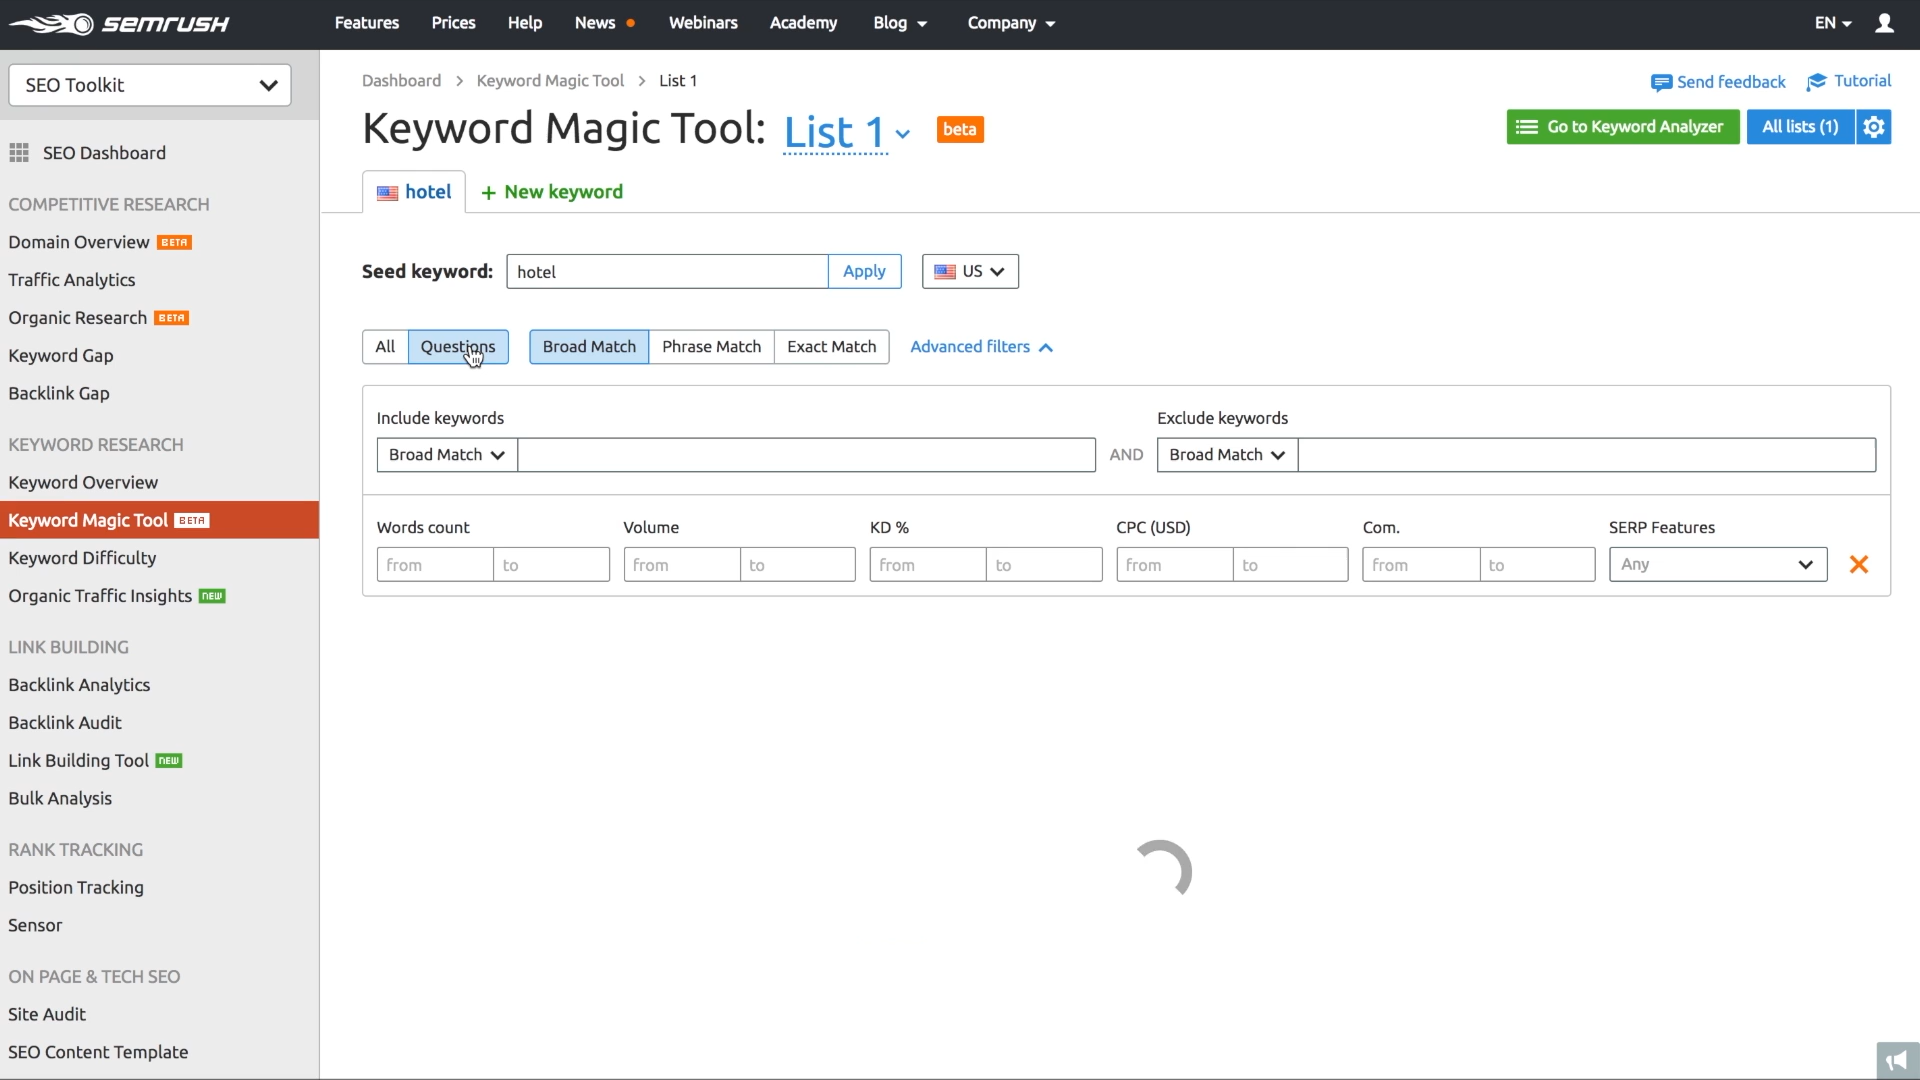 semrush
Features Prices Help News Webinars Academy Blog Company EN
SEO Toolkit
SEO Dashboard
COMPETITIVE RESEARCH
Domain Overview BETA
Traffic Analytics
Organic Research BETA
Keyword Gap
Backlink Gap
KEYWORD RESEARCH
Keyword Overview
Keyword Magic Tool BETA
Keyword Difficulty
Organic Traffic Insights new
LINK BUILDING
Backlink Analytics
Backlink Audit
Link Building Tool new
Bulk Analysis
RANK TRACKING
Position Tracking
Sensor
ON PAGE & TECH SEO
Site Audit
SEO Content Template
Dashboard > Keyword Magic Tool > List 1
Send feedback Tutorial
Keyword Magic Tool: List 1 beta
Go to Keyword Analyzer All lists (1)
hotel + New keyword
Seed keyword: hotel Apply US
All Questions Broad Match Phrase Match Exact Match Advanced filters
Include keywords Exclude keywords
Broad Match AND Broad Match
Words count Volume KD % CPC (USD) Com. SERP Features
from to from to from to from to from to Any